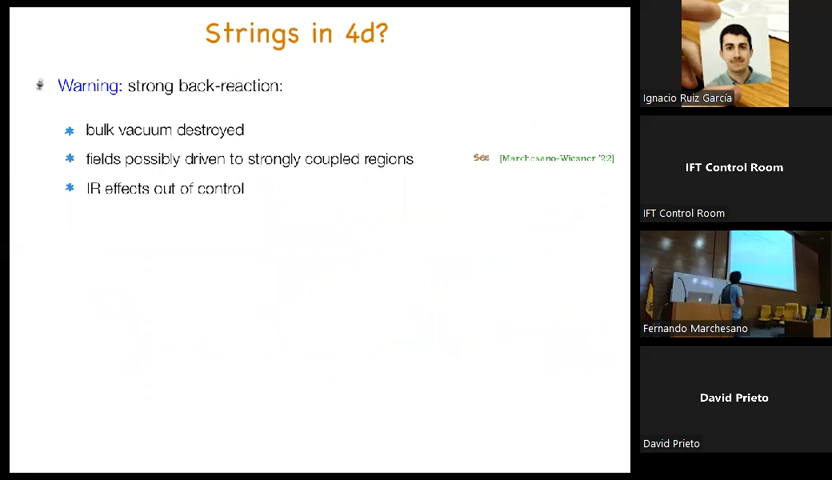 Strings in 4d?
Warning: strong back-reaction:
bulk vacuum destroyed
fields possibly driven to strongly coupled regions
See [Marchesano-Wiesner '22]
IR effects out of control
Ignacio Ruiz García
IFT Control Room
IFT Control Room
Fernando Marchesano
David Prieto
David Prieto